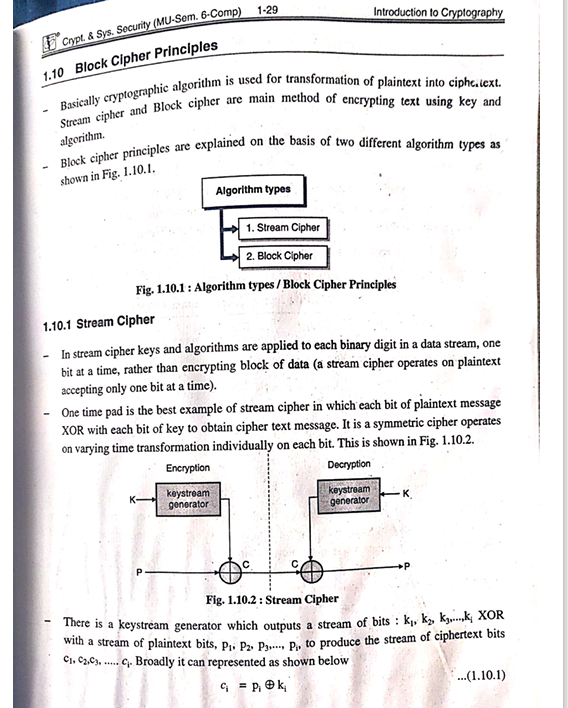 Crypt. & Sys. Security (MU-Sem. 6-Comp) 1-29 Introduction to Cryptography
1.10 Block Cipher Principles
– Basically cryptographic algorithm is used for transformation of plaintext into ciphertext.
Stream cipher and Block cipher are main method of encrypting text using key and
algorithm.
– Block cipher principles are explained on the basis of two different algorithm types as
shown in Fig. 1.10.1.
Algorithm types
1. Stream Cipher
2. Block Cipher
Fig. 1.10.1 : Algorithm types / Block Cipher Principles
1.10.1 Stream Cipher
– In stream cipher keys and algorithms are applied to each binary digit in a data stream, one
bit at a time, rather than encrypting block of data (a stream cipher operates on plaintext
accepting only one bit at a time).
– One time pad is the best example of stream cipher in which each bit of plaintext message
XOR with each bit of key to obtain cipher text message. It is a symmetric cipher operates
on varying time transformation individually on each bit. This is shown in Fig. 1.10.2.
Encryption Decryption
K keystream generator keystream generator K
P C C P
Fig. 1.10.2 : Stream Cipher
– There is a keystream generator which outputs a stream of bits : k₁, k₂, k₃,...,kᵢ XOR
with a stream of plaintext bits, p₁, p₂, p₃,..., pᵢ, to produce the stream of ciphertext bits
c₁, c₂,c₃, ..... cᵢ. Broadly it can represented as shown below
cᵢ = pᵢ ⊕ kᵢ ...(1.10.1)